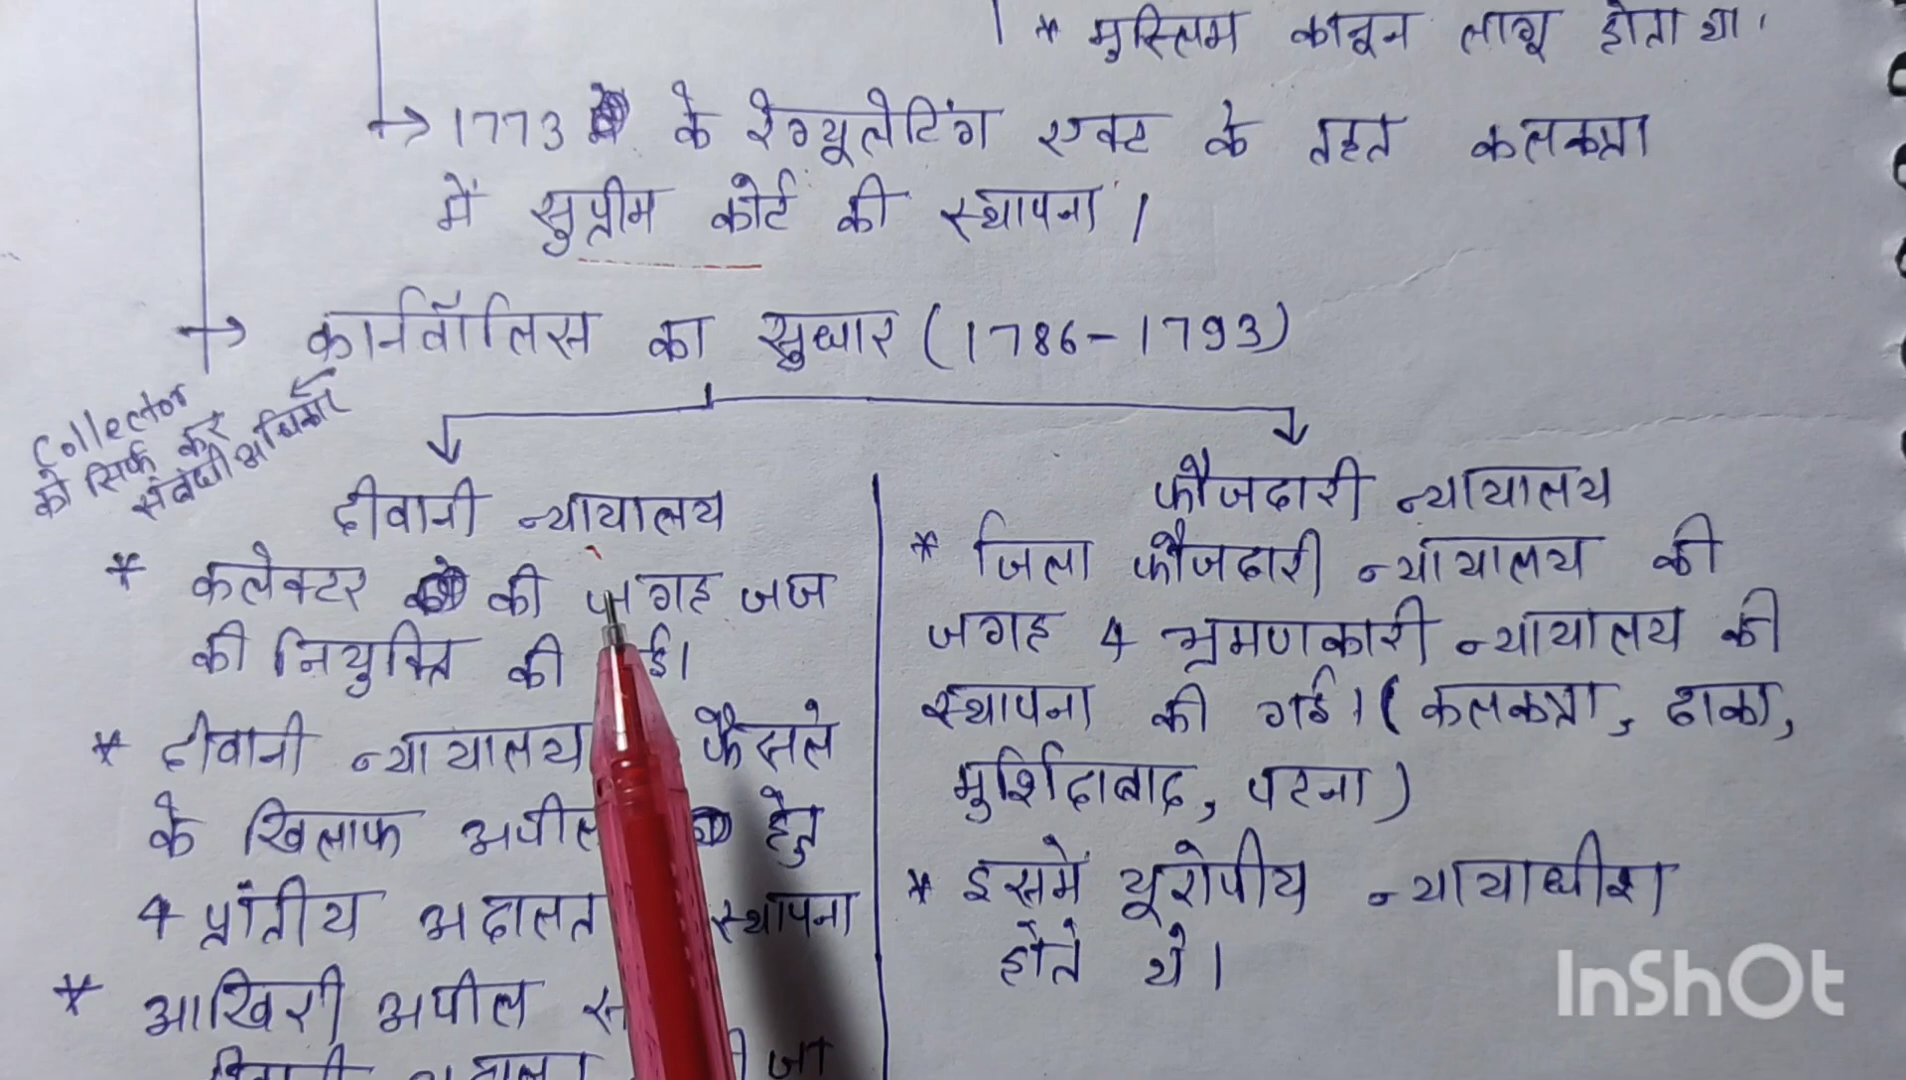 * मुस्लिम कानून लागू होता था।
→ 1773 के रेग्यूलेटिंग एक्ट के तहत कलकत्ता
में सुप्रीम कोर्ट की स्थापना।
→ कार्नवॉलिस का सुधार (1786-1793)
Collector
को सिर्फ कर
संबंधी अधिकार
दीवानी न्यायालय
* कलेक्टर की जगह जज
की नियुक्ति की
* दीवानी न्यायालय फैसले
के खिलाफ अपील हेतु
4 प्रांतीय अदालत स्थापना
* आखिरी अपील
फौजदारी न्यायालय
* जिला फौजदारी न्यायालय की
जगह 4 भ्रमणकारी न्यायालय की
स्थापना की गई। (कलकत्ता, ढाका,
मुर्शिदाबाद, पटना)
* इसमें यूरोपीय न्यायाधीश
होते थे।
InShOt